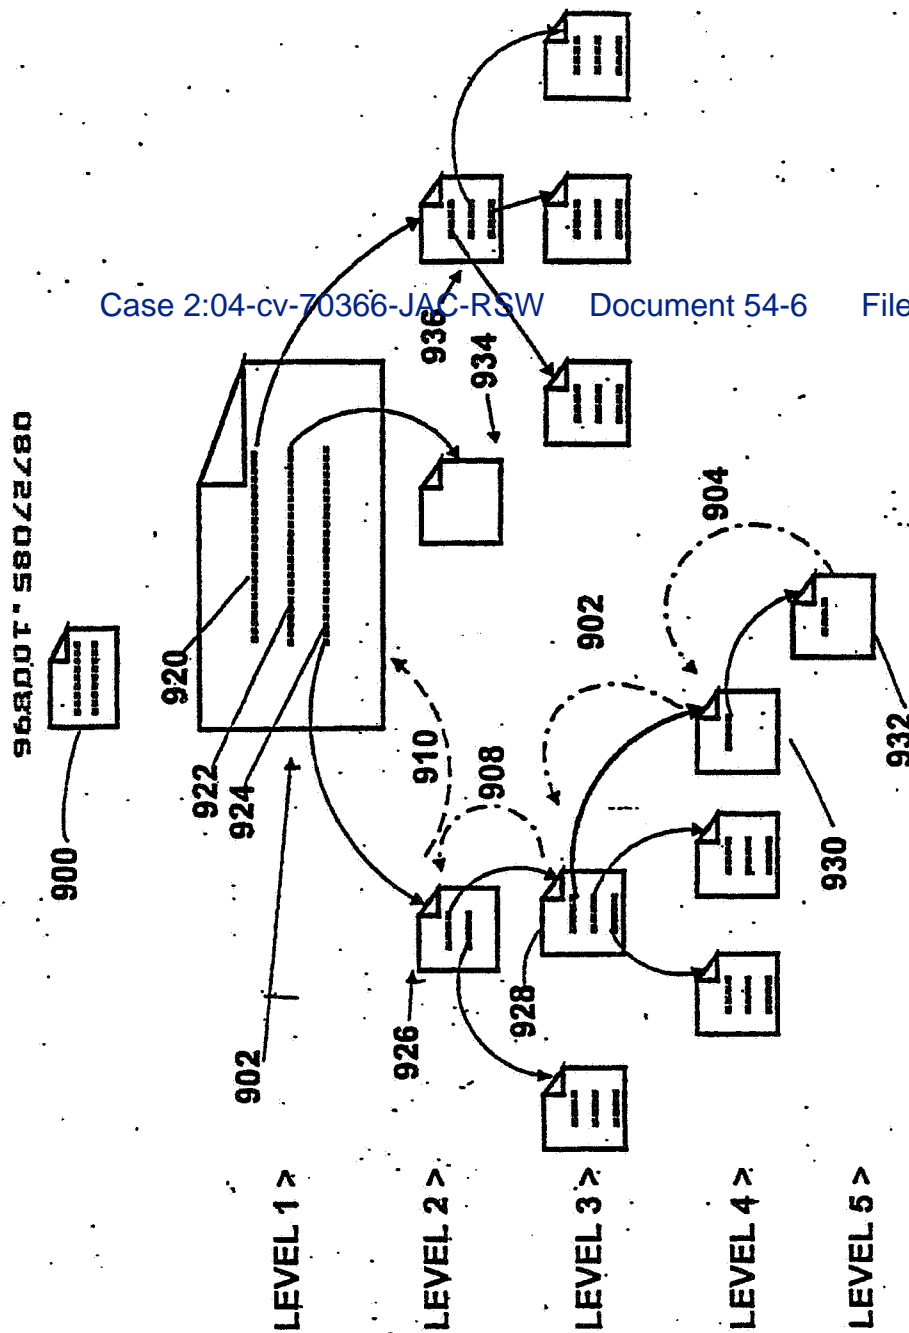 Case 2:04-cv-70366-JAC-RSW Document 54-6 File
08727085.100896
900
902
920
922
924
LEVEL 1 >
926
910
908
934
936
LEVEL 2 >
928
902
LEVEL 3 >
930
904
LEVEL 4 >
932
LEVEL 5 >